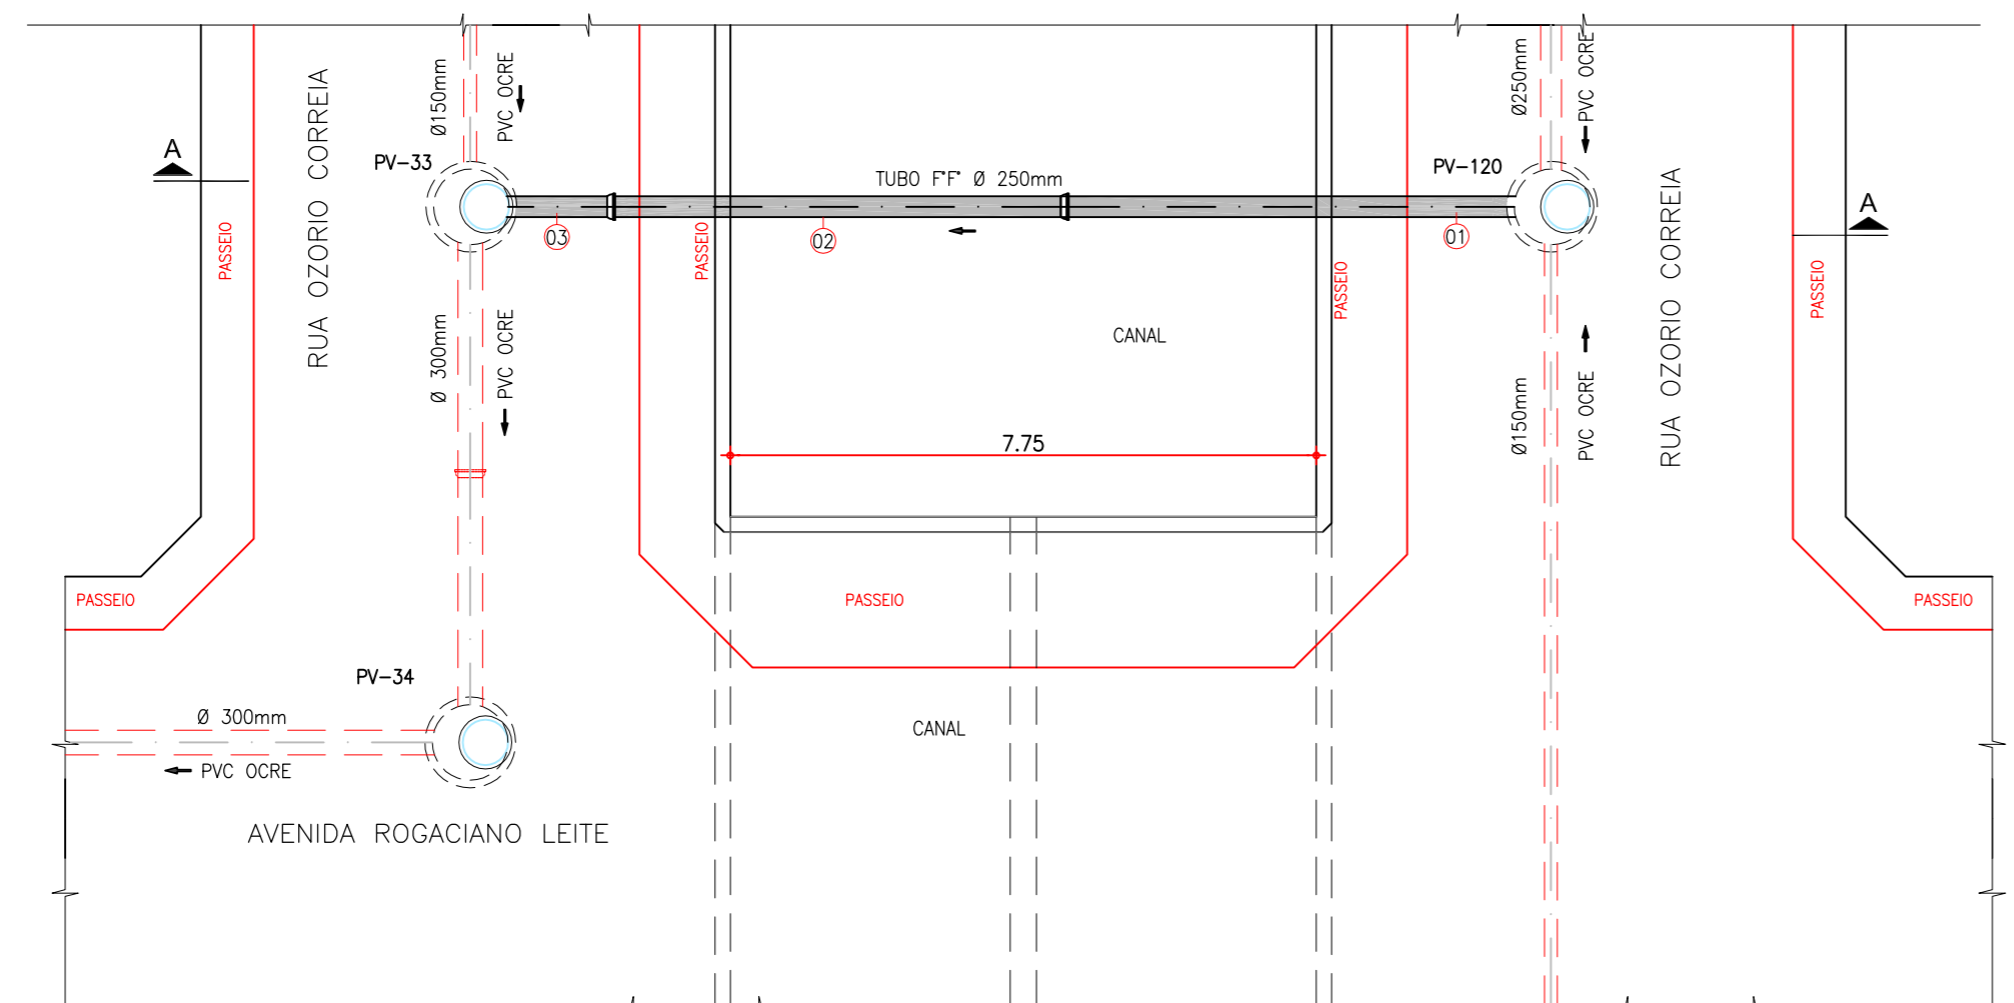 Ø150mm
PVC OCRE
Ø250mm
PVC OCRE
RUA OZORIO CORREIA
A
PV-33
PV-120
TUBO FºFº Ø 250mm
A
RUA OZORIO CORREIA
PASSEIO
PASSEIO
03
02
01
PASSEIO
PASSEIO
Ø 300mm
PVC OCRE
CANAL
Ø150mm
PVC OCRE
7.75
PASSEIO
PASSEIO
PASSEIO
PV-34
Ø 300mm
CANAL
PVC OCRE
AVENIDA ROGACIANO LEITE